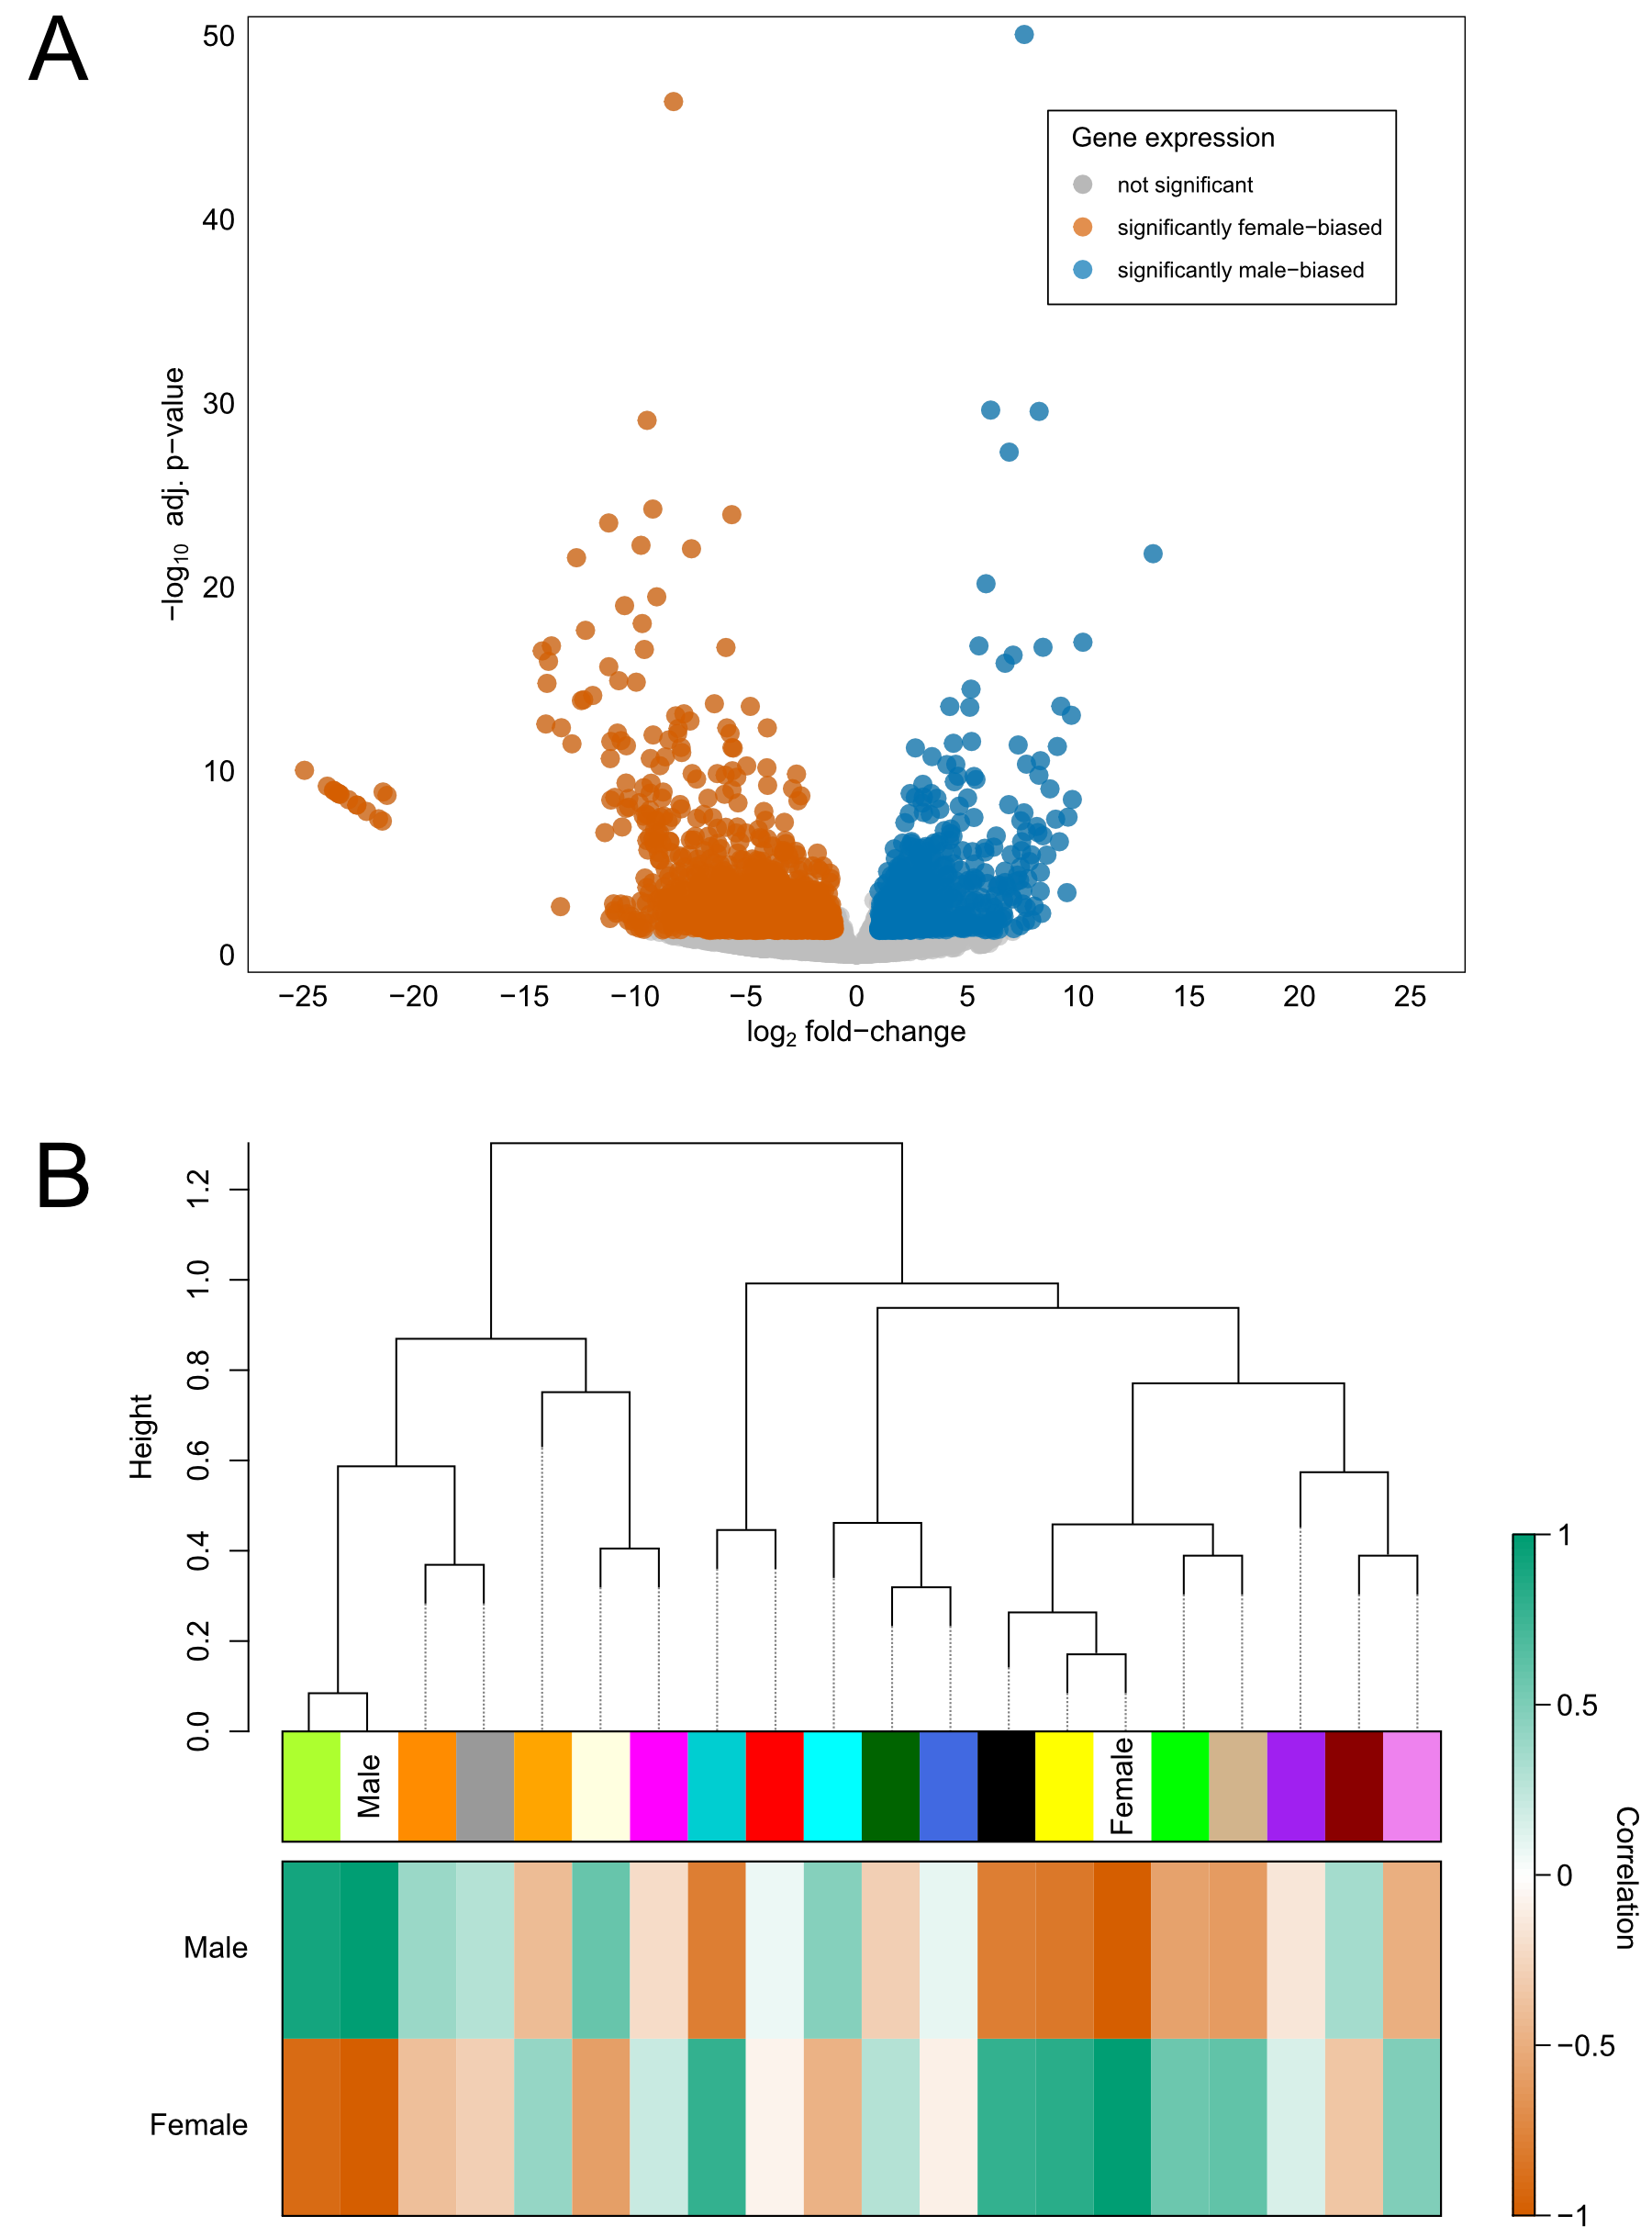 A
50
40
30
20
10
0
−log10 adj. p−value
Gene expression
not significant
significantly female−biased
significantly male−biased
−25 −20 −15 −10 −5 0 5 10 15 20 25
log2 fold−change
B
1.2
1.0
0.8
0.6
0.4
0.2
0.0
Height
Male
Female
Male
Female
1
0.5
0
−0.5
−1
Correlation